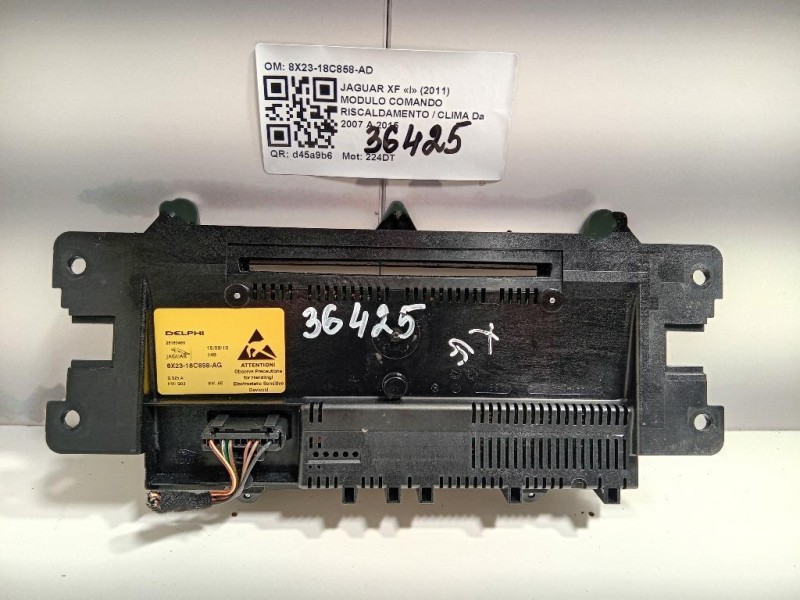 OM: 8X23-18C858-AD
JAGUAR XF «I» (2011)
MODULO COMANDO
RISCALDAMENTO / CLIMA Da
2007 A 2015
36425
QR: d45a9b6 Mot: 224DT
36425
DELPHI
JAGUAR
8X23-18C858-AG
ATTENTION!
Observe Precautions
for Handling!
Electrostatic Sensitive
Device(s)